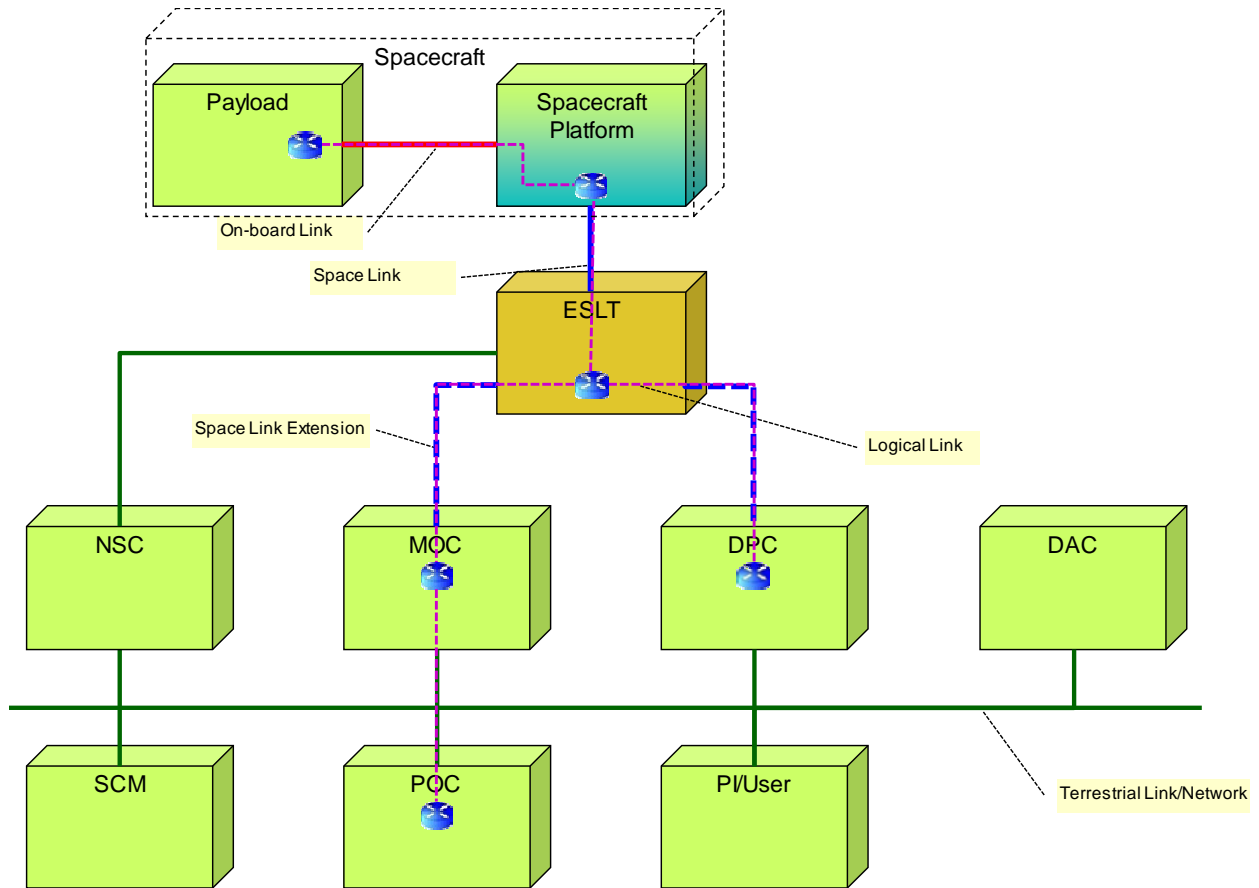 Spacecraft
Payload
Spacecraft
Platform
On-board Link
Space Link
ESLT
Space Link Extension
Logical Link
NSC
MOC
DPC
DAC
SCM
POC
PI/User
Terrestrial Link/Network